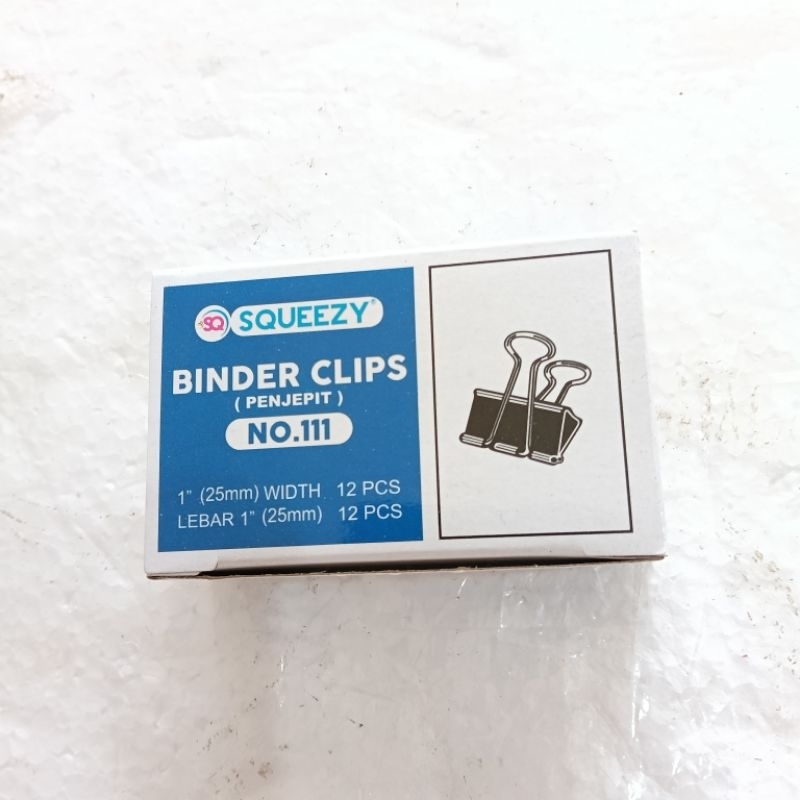 SQ SQUEEZY®
BINDER CLIPS
( PENJEPIT )
NO.111
1" (25mm) WIDTH 12 PCS
LEBAR 1" (25mm) 12 PCS